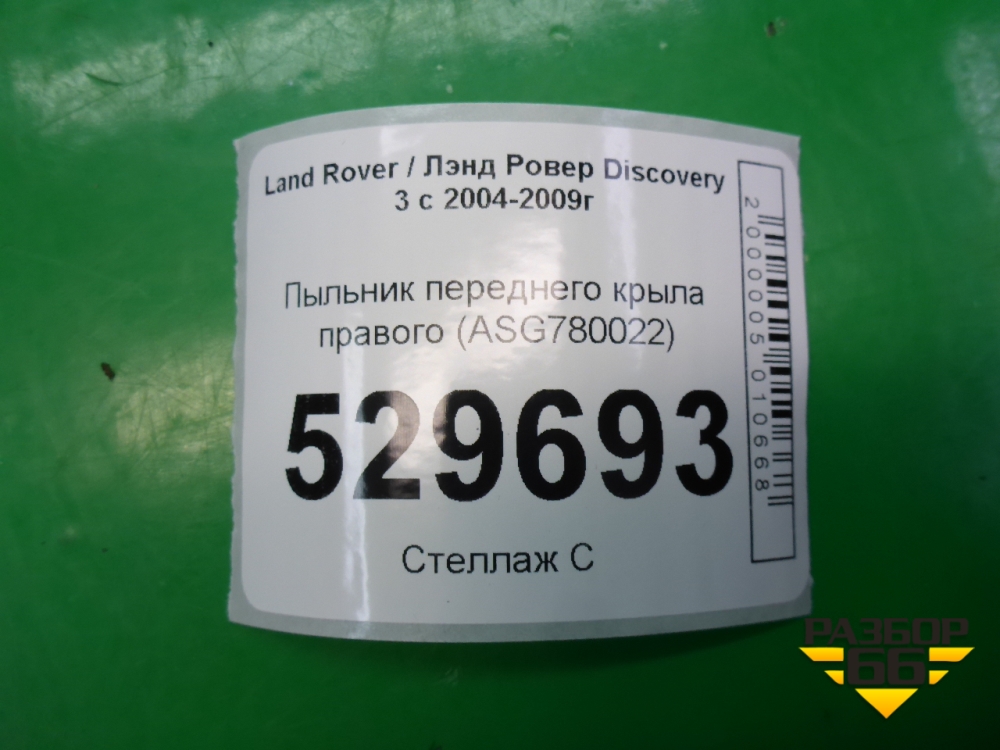 Land Rover / Лэнд Ровер Discovery
3 с 2004-2009г
Пыльник переднего крыла
правого (ASG780022)
529693
Стеллаж С
2000005010668
РАЗБОР
66